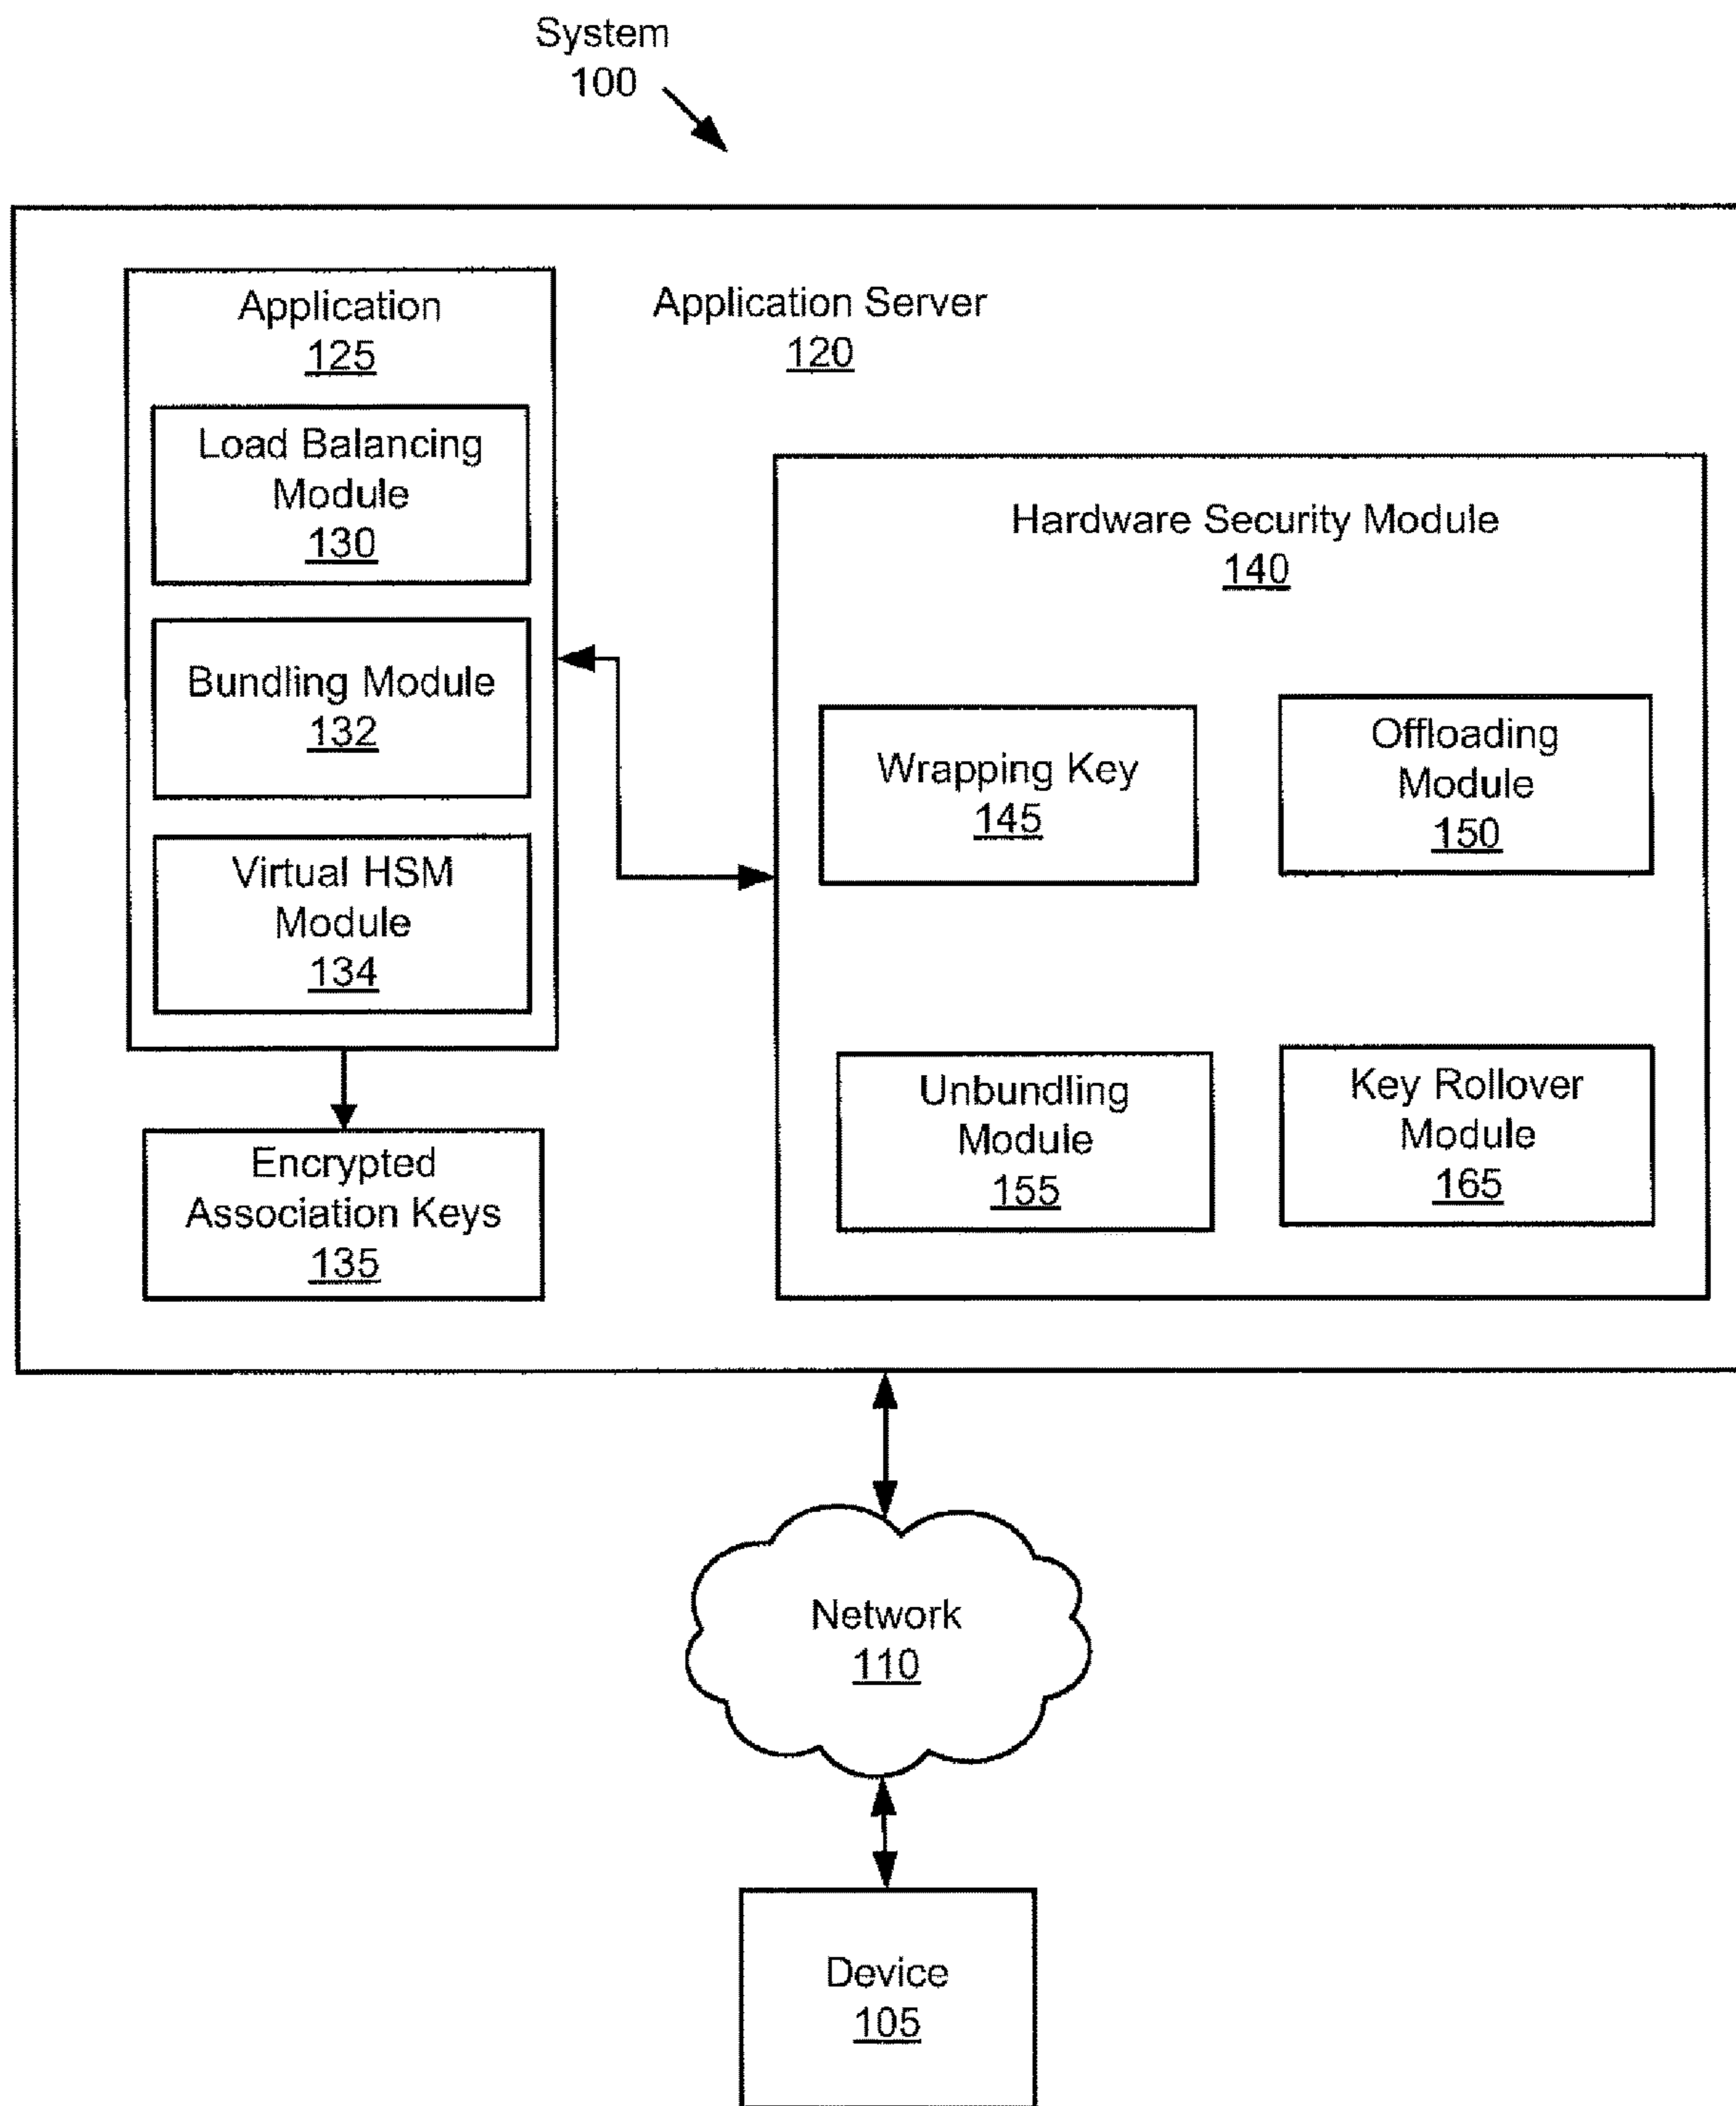 System
100
Application
125
Application Server
120
Load Balancing
Module
130
Bundling Module
132
Virtual HSM
Module
134
Encrypted
Association Keys
135
Hardware Security Module
140
Wrapping Key
145
Offloading
Module
150
Unbundling
Module
155
Key Rollover
Module
165
Network
110
Device
105